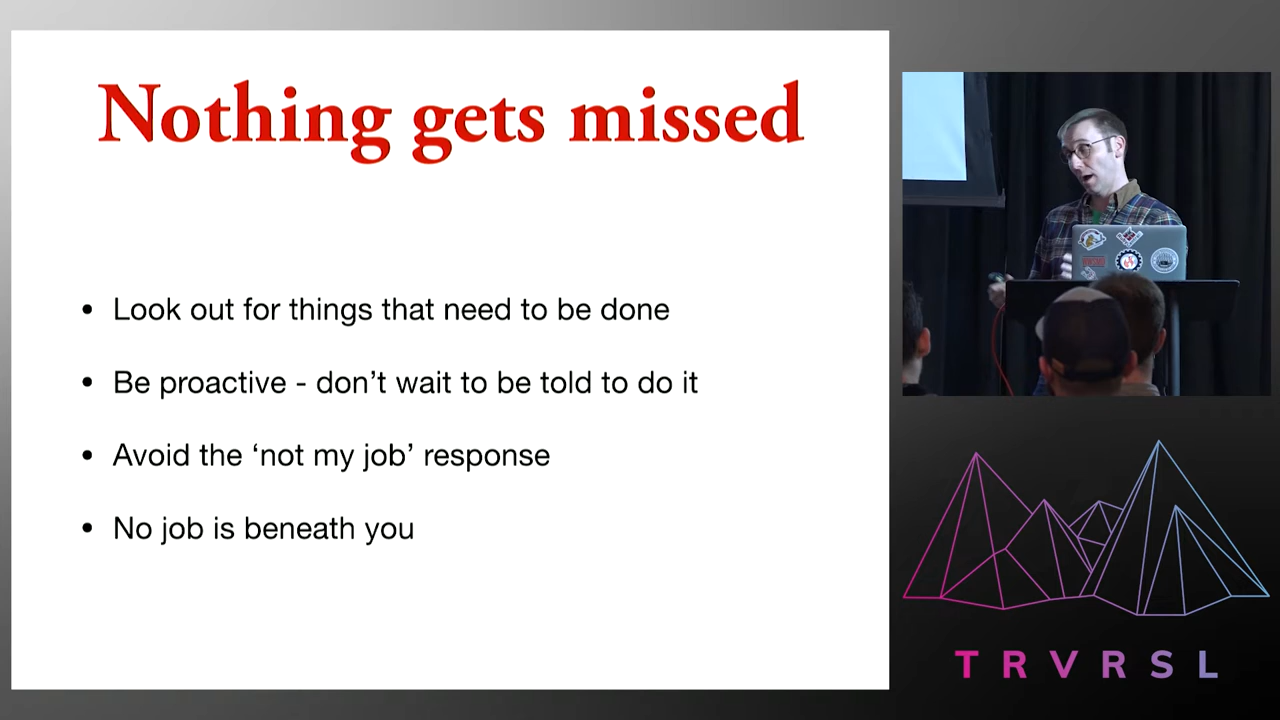 Nothing gets missed
• Look out for things that need to be done
• Be proactive - don’t wait to be told to do it
• Avoid the ‘not my job’ response
• No job is beneath you
TRVRSL